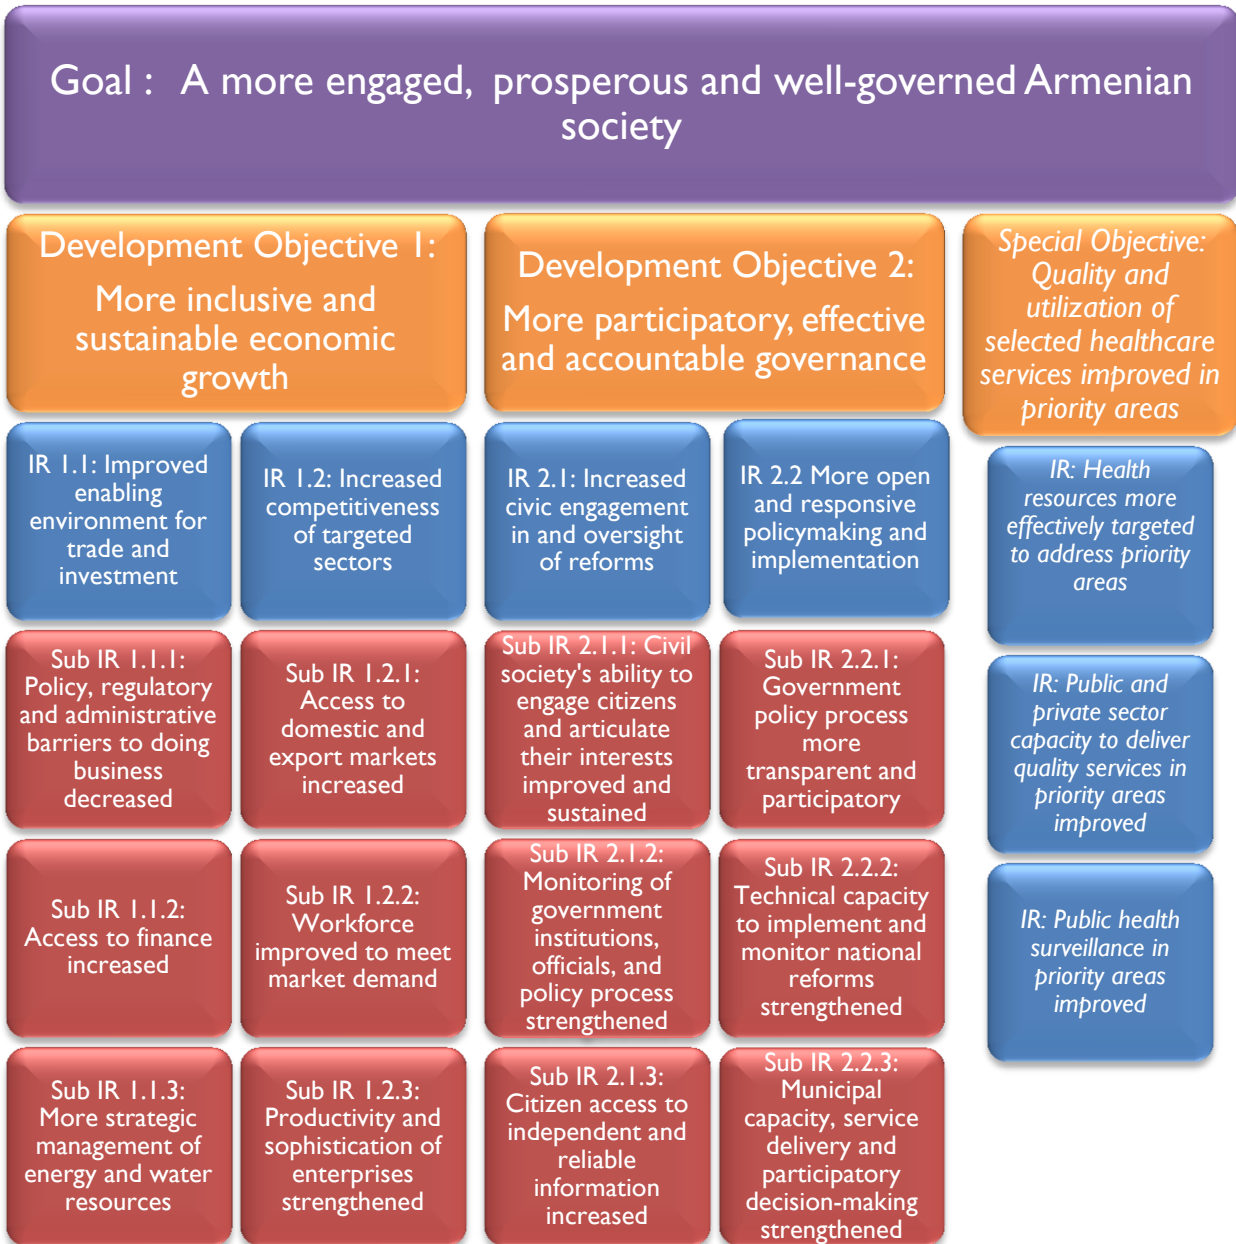 Goal :  A more engaged, prosperous and well-governed Armenian
society
Development Objective 1:
More inclusive and
sustainable economic
growth
Development Objective 2:
More participatory, effective
and accountable governance
Special Objective:
Quality and
utilization of
selected healthcare
services improved in
priority areas
IR 1.1: Improved
enabling
environment for
trade and
investment
IR 1.2: Increased
competitiveness
of targeted
sectors
IR 2.1: Increased
civic engagement
in and oversight
of reforms
IR 2.2 More open
and responsive
policymaking and
implementation
IR: Health
resources more
effectively targeted
to address priority
areas
Sub IR 1.1.1:
Policy, regulatory
and administrative
barriers to doing
business
decreased
Sub IR 1.2.1:
Access to
domestic and
export markets
increased
Sub IR 2.1.1: Civil
society's ability to
engage citizens
and articulate
their interests
improved and
sustained
Sub IR 2.2.1:
Government
policy process
more
transparent and
participatory
IR: Public and
private sector
capacity to deliver
quality services in
priority areas
improved
Sub IR 1.1.2:
Access to finance
increased
Sub IR 1.2.2:
Workforce
improved to meet
market demand
Sub IR 2.1.2:
Monitoring of
government
institutions,
officials, and
policy process
strengthened
Sub IR 2.2.2:
Technical capacity
to implement and
monitor national
reforms
strengthened
IR: Public health
surveillance in
priority areas
improved
Sub IR 1.1.3:
More strategic
management of
energy and water
resources
Sub IR 1.2.3:
Productivity and
sophistication of
enterprises
strengthened
Sub IR 2.1.3:
Citizen access to
independent and
reliable
information
increased
Sub IR 2.2.3:
Municipal
capacity, service
delivery and
participatory
decision-making
strengthened